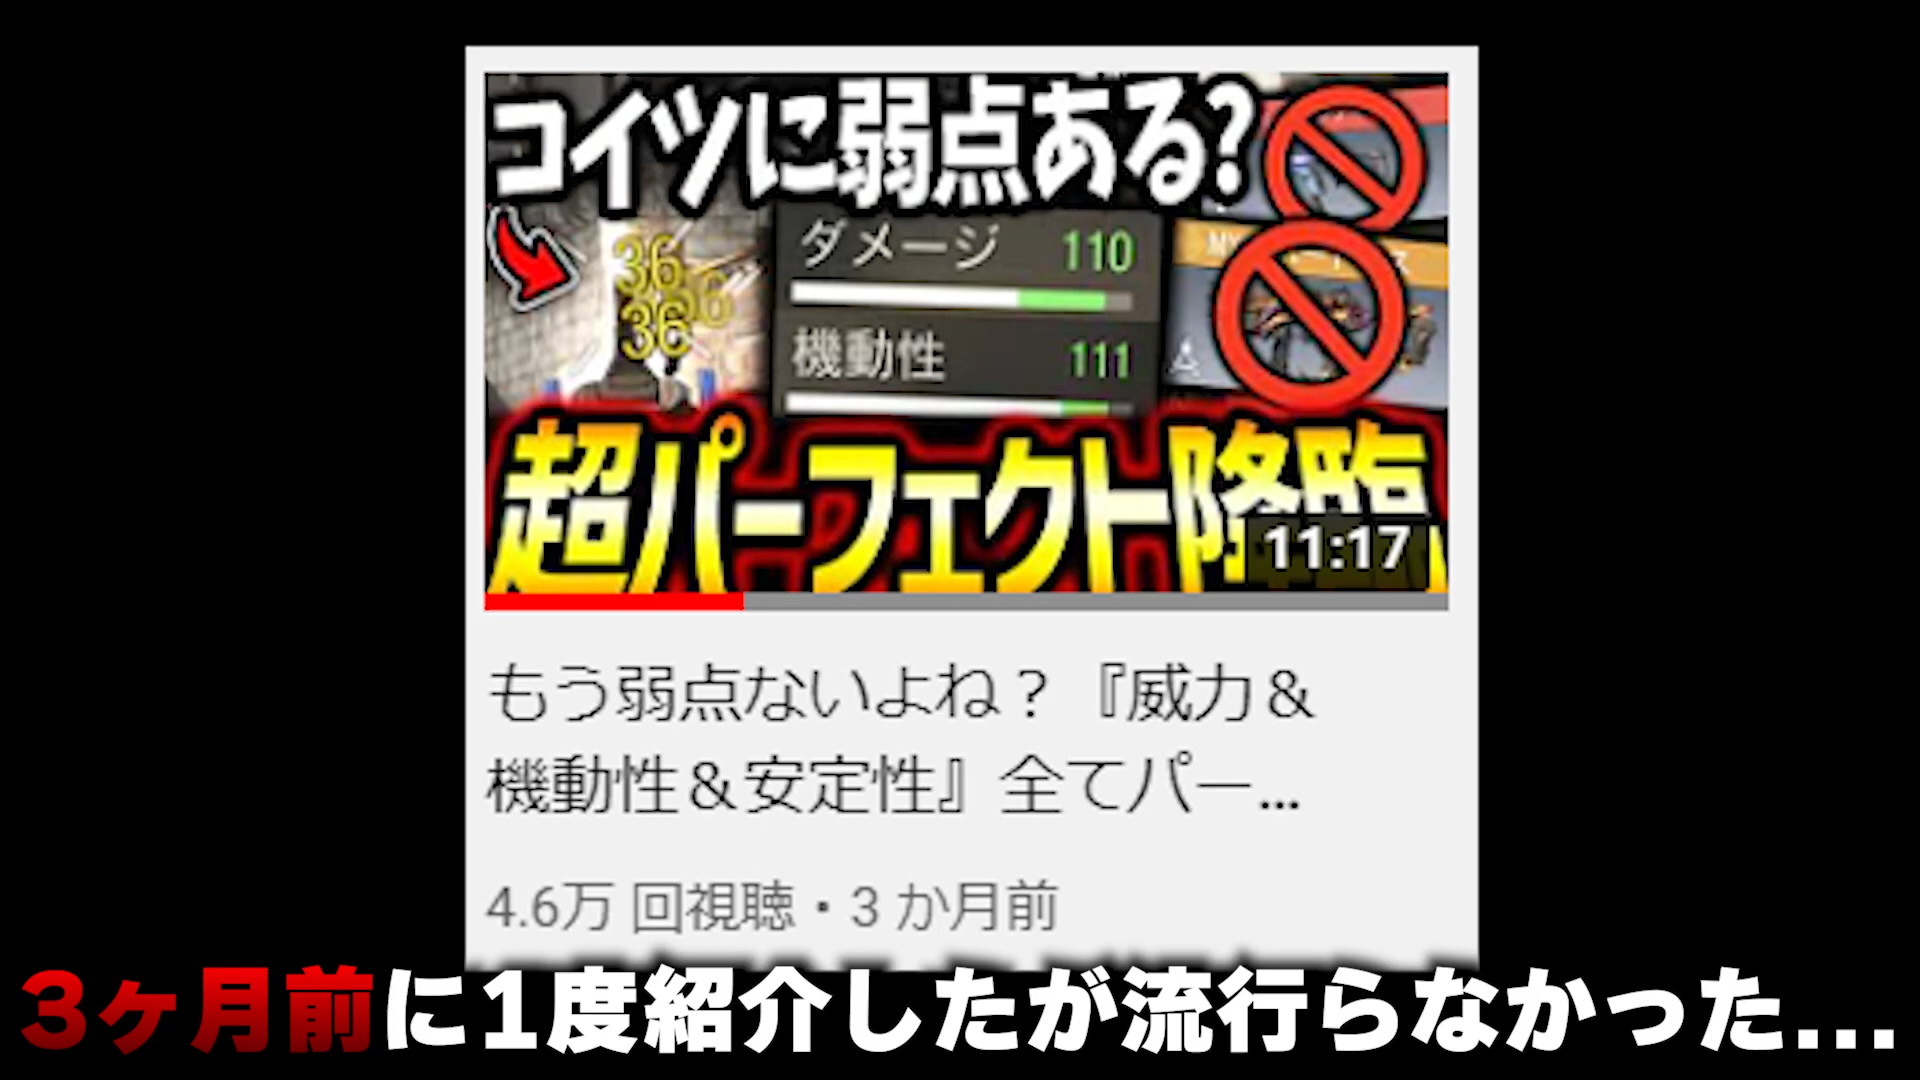 コイツに弱点ある?
36
36
ダメージ 110
機動性 111
超パーフェクト降臨
11:17
もう弱点ないよね？『威力＆
機動性＆安定性』全てパー...
4.6万 回視聴・3 か月前
3ヶ月前に1度紹介したが流行らなかった...